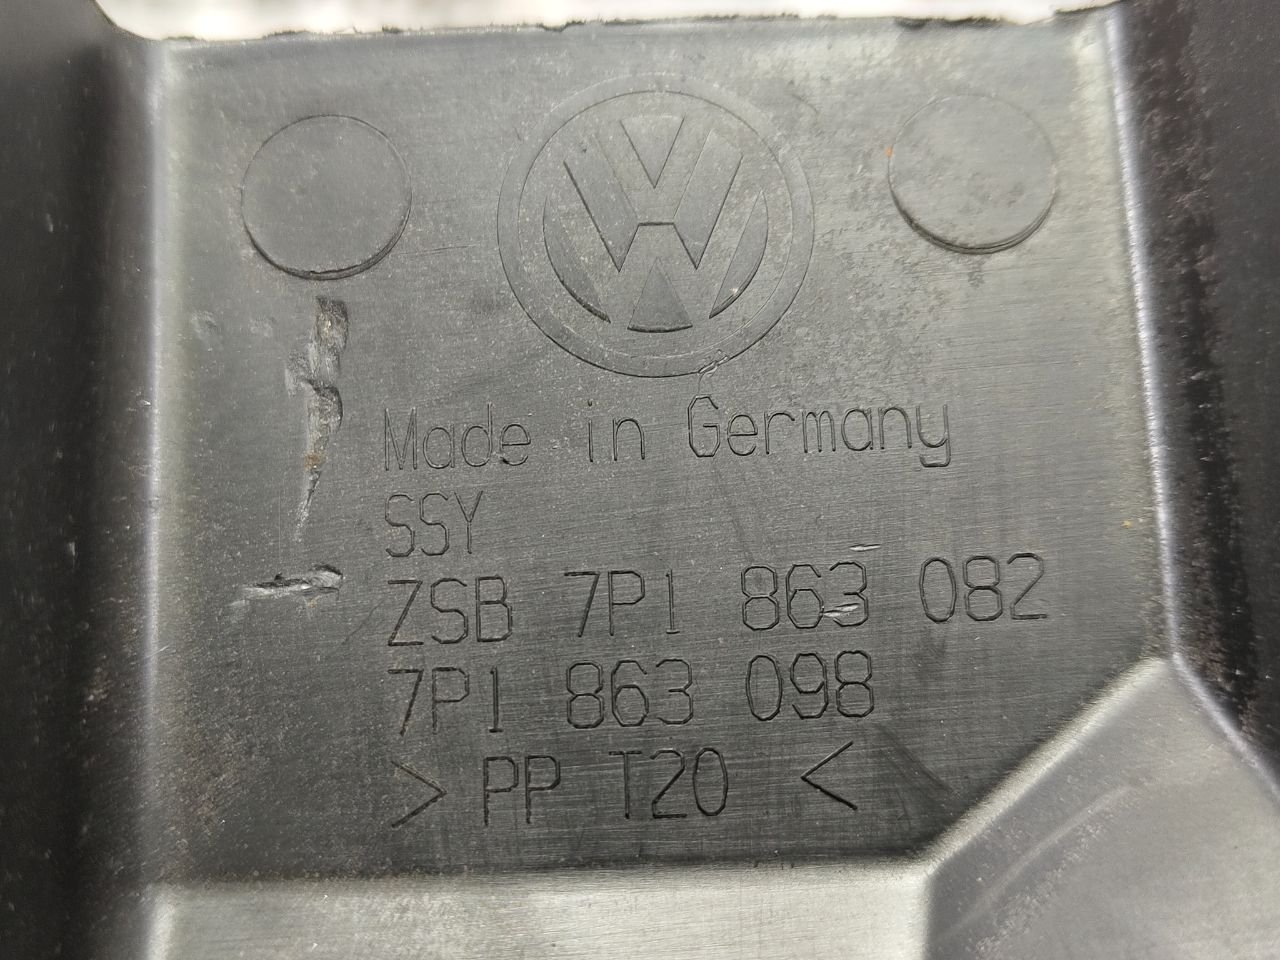 Made in Germany
SSY
ZSB 7P1 863 082
7P1 863 098
> PP T20 <